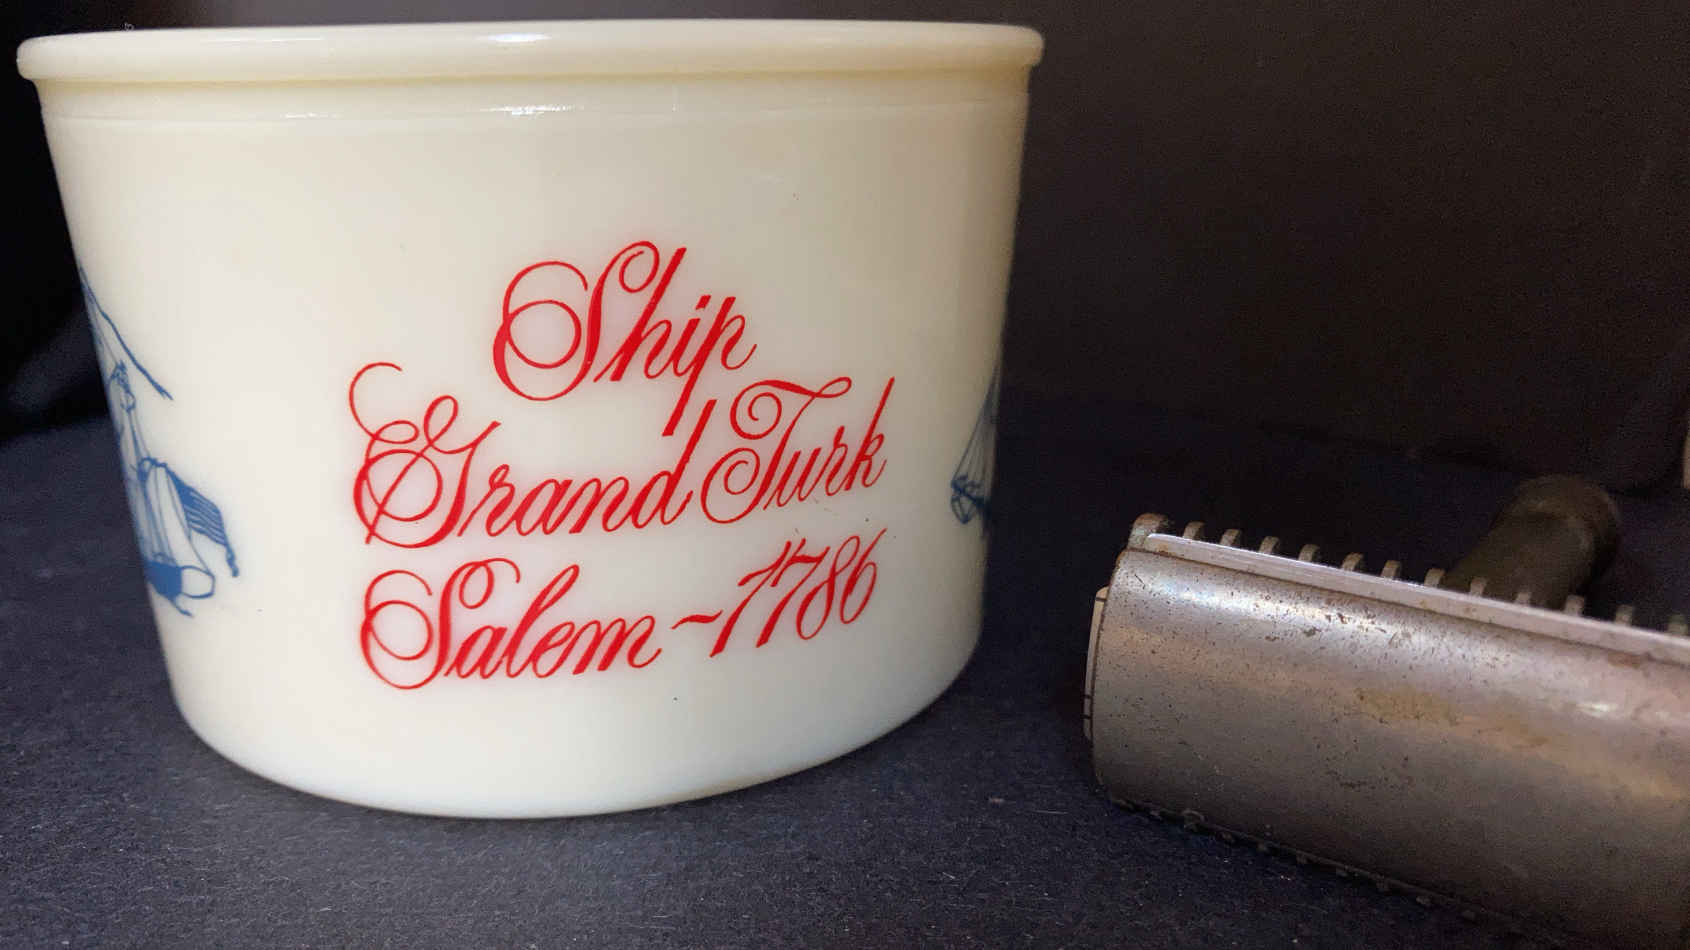 Ship
Grand Turk
Salem ~ 1786